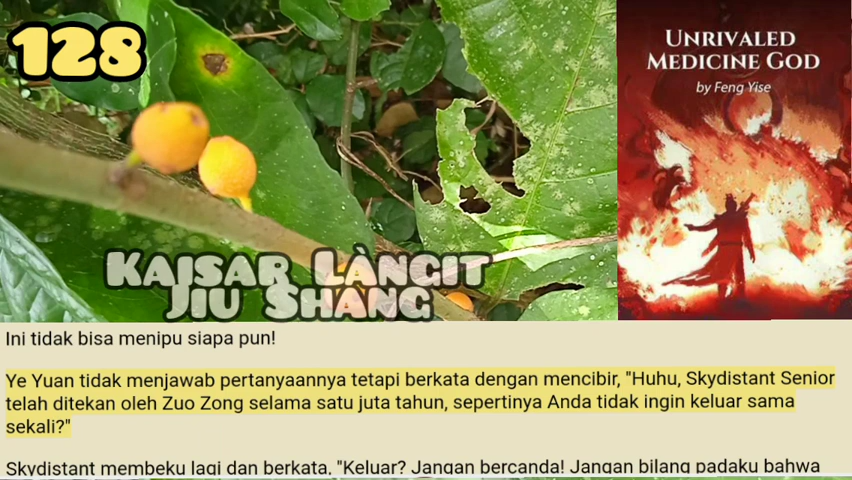 128
UNRIVALED
MEDICINE GOD
by Feng Yise
KAISAR LÀNGIT
JIU SHANG
Ini tidak bisa menipu siapa pun!
Ye Yuan tidak menjawab pertanyaannya tetapi berkata dengan mencibir, "Huhu, Skydistant Senior
telah ditekan oleh Zuo Zong selama satu juta tahun, sepertinya Anda tidak ingin keluar sama
sekali?"
Skydistant membeku lagi dan berkata, "Keluar? Jangan bercanda! Jangan bilang padaku bahwa